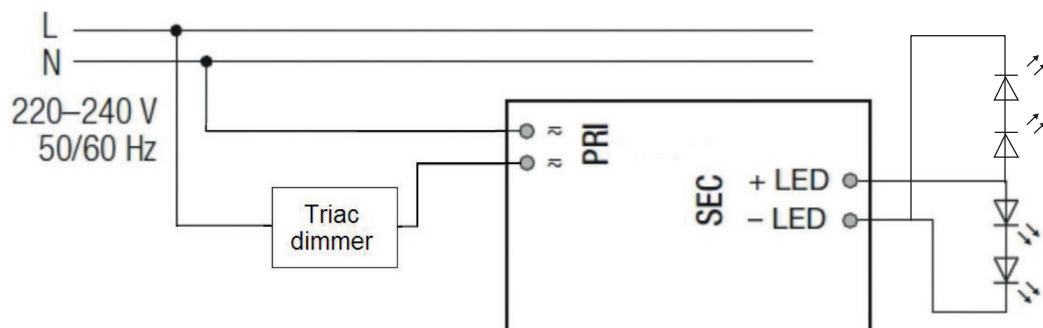 L
N
220–240 V
50/60 Hz
Triac
dimmer
≈ PRI
≈
SEC
+ LED
– LED